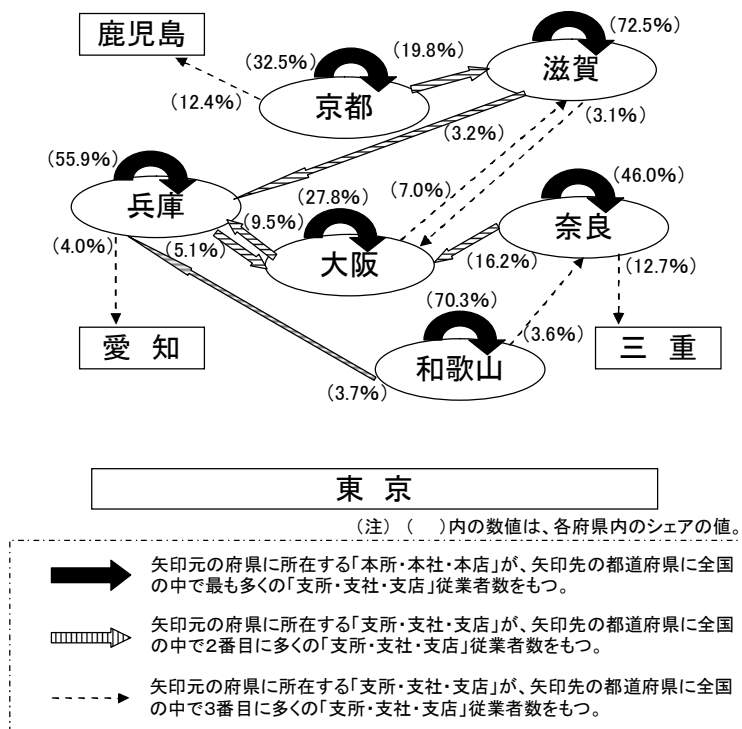 鹿児島
(12.4%)
(32.5%)
京都
(19.8%)
(72.5%)
滋賀
(3.2%)
(3.1%)
(55.9%)
兵庫
(4.0%)
(5.1%)
(9.5%)
(27.8%)
大阪
(7.0%)
(46.0%)
奈良
(16.2%)
(12.7%)
愛 知
(70.3%)
和歌山
(3.7%)
(3.6%)
三 重
東 京
(注) ( )内の数値は、各府県内のシェアの値。
矢印元の府県に所在する「本所・本社・本店」が、矢印先の都道府県に全国
の中で最も多くの「支所・支社・支店」従業者数をもつ。
矢印元の府県に所在する「支所・支社・支店」が、矢印先の都道府県に全国
の中で2番目に多くの「支所・支社・支店」従業者数をもつ。
矢印元の府県に所在する「支所・支社・支店」が、矢印先の都道府県に全国
の中で3番目に多くの「支所・支社・支店」従業者数をもつ。